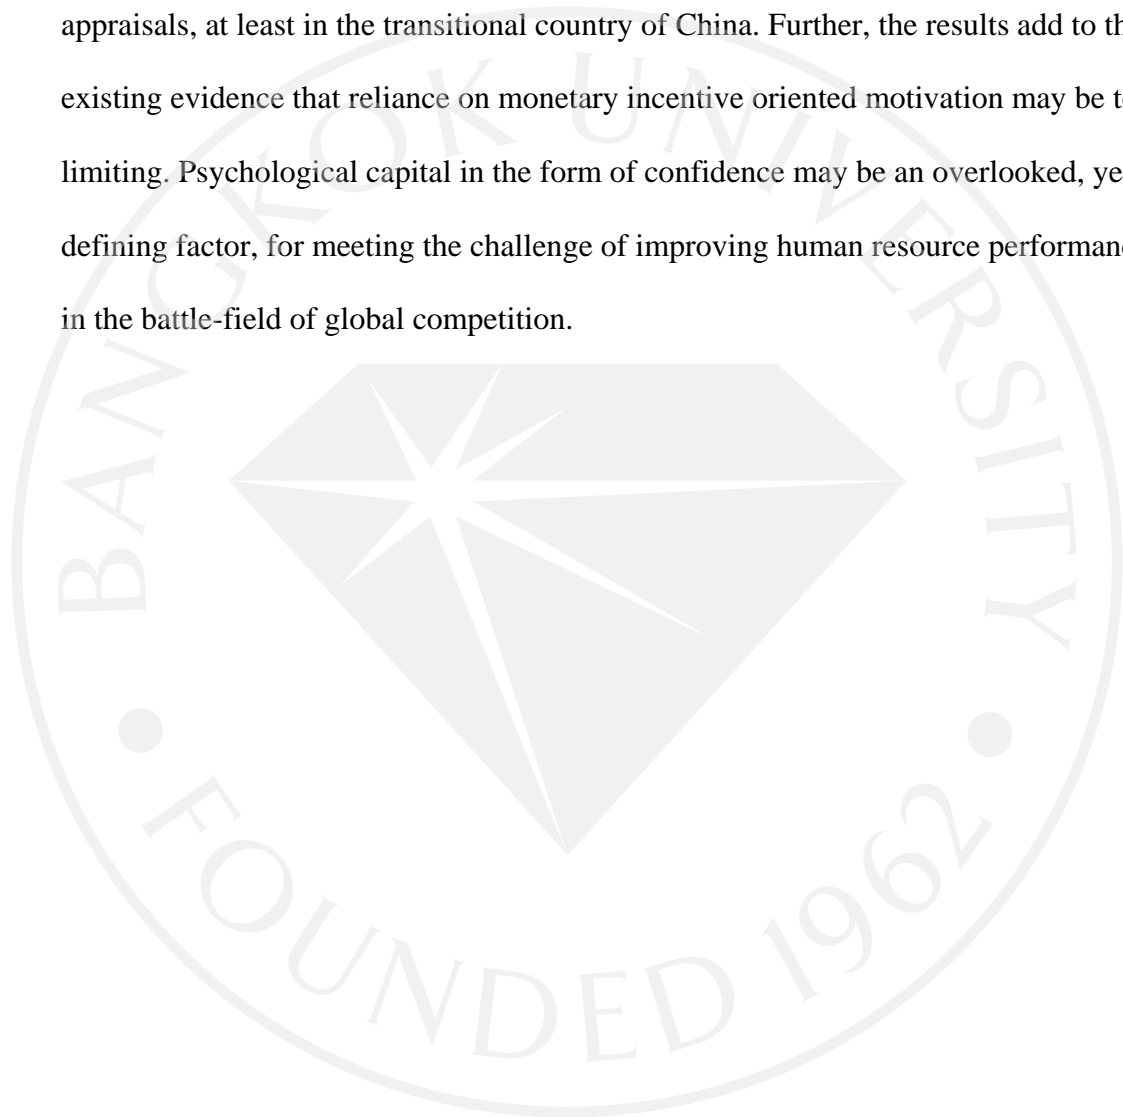 appraisals, at least in the transitional country of China. Further, the results add to th
existing evidence that reliance on monetary incentive oriented motivation may be t
limiting. Psychological capital in the form of confidence may be an overlooked, ye
defining factor, for meeting the challenge of improving human resource performan
in the battle-field of global competition.
BANGKOK UNIVERSITY
FOUNDED 1962